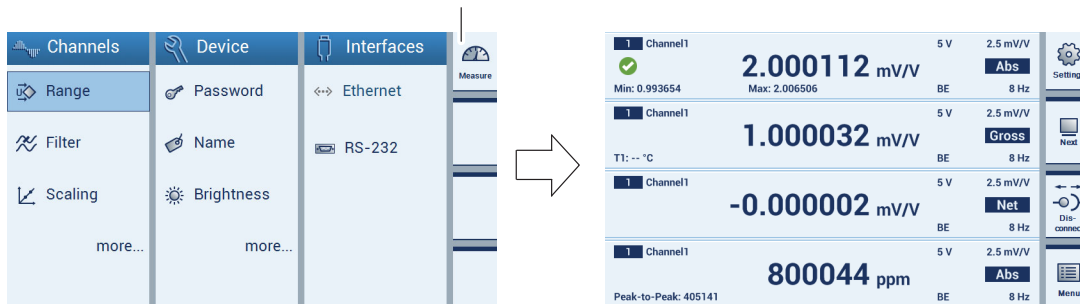 Channels
Device
Interfaces
Measure
Range
Password
Ethernet
Filter
Name
RS-232
Scaling
Brightness
more...
more...
1 Channel1 5 V 2.5 mV/V
2.000112 mV/V Abs
Min: 0.993654 Max: 2.006506 BE 8 Hz
1 Channel1 5 V 2.5 mV/V
1.000032 mV/V Gross
T1: -- °C BE 8 Hz
1 Channel1 5 V 2.5 mV/V
-0.000002 mV/V Net
BE 8 Hz
1 Channel1 5 V 2.5 mV/V
800044 ppm Abs
Peak-to-Peak: 405141 BE 8 Hz
Setting
Next
Dis-
connect
Menu